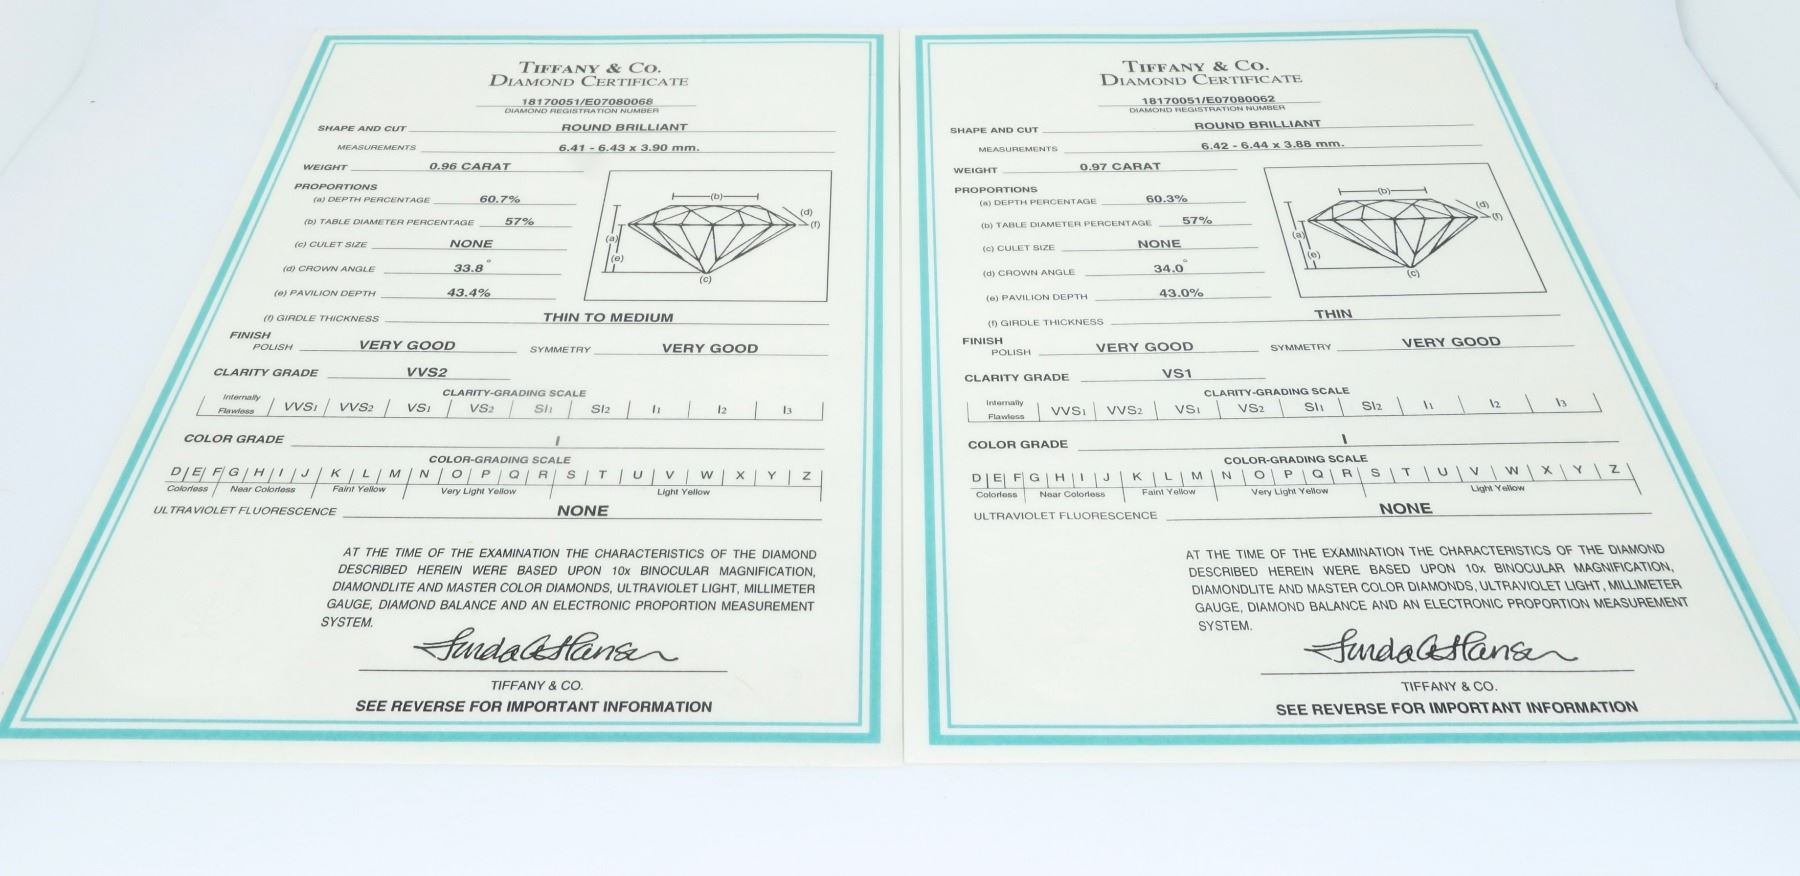 TIFFANY & CO.
DIAMOND CERTIFICATE
18170051/E07080068
DIAMOND REGISTRATION NUMBER
SHAPE AND CUT ROUND BRILLIANT
MEASUREMENTS 6.41 - 6.43 x 3.90 mm.
WEIGHT 0.96 CARAT
PROPORTIONS
(a) DEPTH PERCENTAGE 60.7%
(b) TABLE DIAMETER PERCENTAGE 57%
(c) CULET SIZE NONE
(d) CROWN ANGLE 33.8°
(e) PAVILION DEPTH 43.4%
(b)
(d)
(f)
(a)
(e)
(c)
(f) GIRDLE THICKNESS THIN TO MEDIUM
FINISH
POLISH VERY GOOD SYMMETRY VERY GOOD
CLARITY GRADE VVS2
CLARITY-GRADING SCALE
Internally Flawless | VVS1 | VVS2 | VS1 | VS2 | SI1 | SI2 | I1 | I2 | I3
COLOR GRADE I
COLOR-GRADING SCALE
D | E | F | G | H | I | J | K | L | M | N | O | P | Q | R | S | T | U | V | W | X | Y | Z
Colorless Near Colorless Faint Yellow Very Light Yellow Light Yellow
ULTRAVIOLET FLUORESCENCE NONE
AT THE TIME OF THE EXAMINATION THE CHARACTERISTICS OF THE DIAMOND
DESCRIBED HEREIN WERE BASED UPON 10x BINOCULAR MAGNIFICATION,
DIAMONDLITE AND MASTER COLOR DIAMONDS, ULTRAVIOLET LIGHT, MILLIMETER
GAUGE, DIAMOND BALANCE AND AN ELECTRONIC PROPORTION MEASUREMENT
SYSTEM.
TIFFANY & CO.
SEE REVERSE FOR IMPORTANT INFORMATION
TIFFANY & CO.
DIAMOND CERTIFICATE
18170051/E07080062
DIAMOND REGISTRATION NUMBER
SHAPE AND CUT ROUND BRILLIANT
MEASUREMENTS 6.42 - 6.44 x 3.88 mm.
WEIGHT 0.97 CARAT
PROPORTIONS
(a) DEPTH PERCENTAGE 60.3%
(b) TABLE DIAMETER PERCENTAGE 57%
(c) CULET SIZE NONE
(d) CROWN ANGLE 34.0°
(e) PAVILION DEPTH 43.0%
(b)
(d)
(f)
(a)
(e)
(c)
(f) GIRDLE THICKNESS THIN
FINISH
POLISH VERY GOOD SYMMETRY VERY GOOD
CLARITY GRADE VS1
CLARITY-GRADING SCALE
Internally Flawless | VVS1 | VVS2 | VS1 | VS2 | SI1 | SI2 | I1 | I2 | I3
COLOR GRADE I
COLOR-GRADING SCALE
D | E | F | G | H | I | J | K | L | M | N | O | P | Q | R | S | T | U | V | W | X | Y | Z
Colorless Near Colorless Faint Yellow Very Light Yellow Light Yellow
ULTRAVIOLET FLUORESCENCE NONE
AT THE TIME OF THE EXAMINATION THE CHARACTERISTICS OF THE DIAMOND
DESCRIBED HEREIN WERE BASED UPON 10x BINOCULAR MAGNIFICATION,
DIAMONDLITE AND MASTER COLOR DIAMONDS, ULTRAVIOLET LIGHT, MILLIMETER
GAUGE, DIAMOND BALANCE AND AN ELECTRONIC PROPORTION MEASUREMENT
SYSTEM.
TIFFANY & CO.
SEE REVERSE FOR IMPORTANT INFORMATION